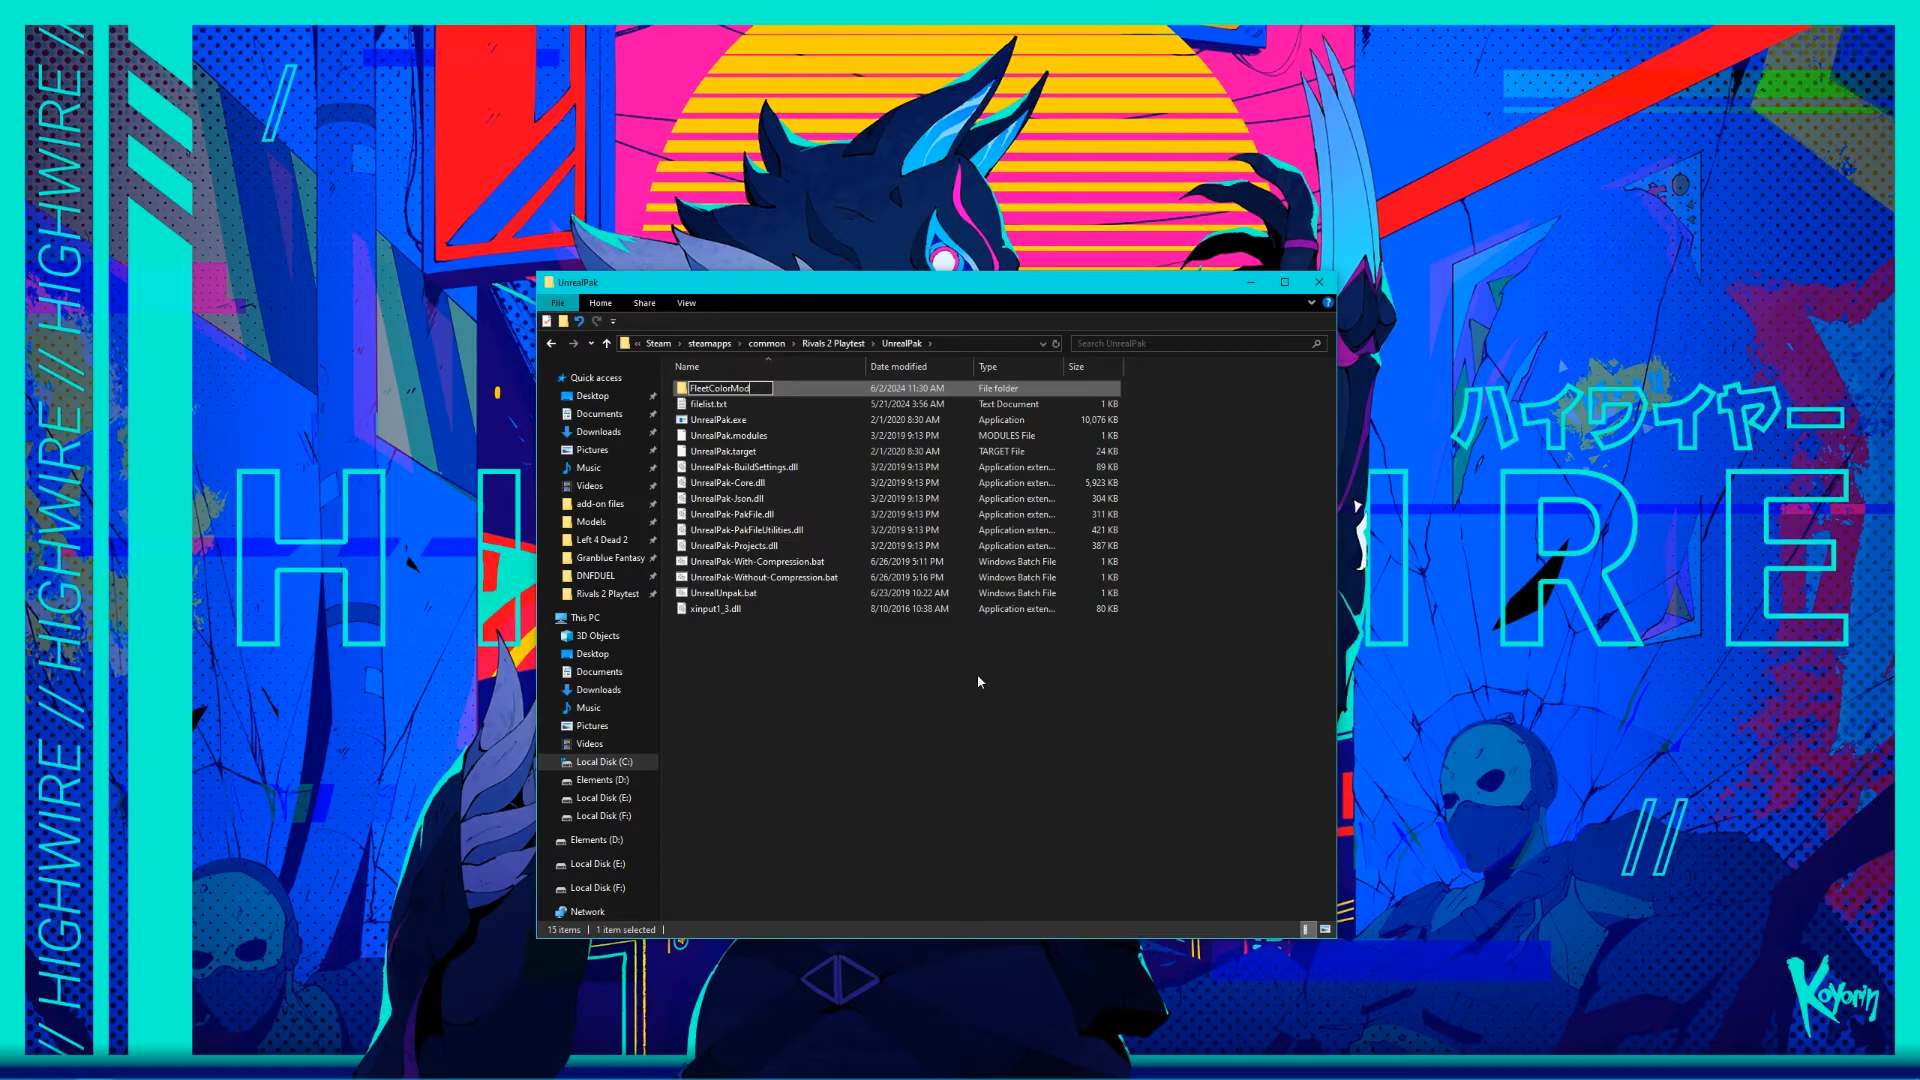 // HIGHWIRE // HIGHWIRE // HIGHWIRE //
ハイワイヤー
H
I R E
Koyorin
UnrealPak
File Home Share View
« Steam › steamapps › common › Rivals 2 Playtest › UnrealPak ›
Search UnrealPak
Name Date modified Type Size
FleetColorMod 6/2/2024 11:30 AM File folder
filelist.txt 5/21/2024 3:56 AM Text Document 1 KB
UnrealPak.exe 2/1/2020 8:30 AM Application 10,076 KB
UnrealPak.modules 3/2/2019 9:13 PM MODULES File 1 KB
UnrealPak.target 2/1/2020 8:30 AM TARGET File 24 KB
UnrealPak-BuildSettings.dll 3/2/2019 9:13 PM Application exten... 89 KB
UnrealPak-Core.dll 3/2/2019 9:13 PM Application exten... 5,923 KB
UnrealPak-Json.dll 3/2/2019 9:13 PM Application exten... 304 KB
UnrealPak-PakFile.dll 3/2/2019 9:13 PM Application exten... 311 KB
UnrealPak-PakFileUtilities.dll 3/2/2019 9:13 PM Application exten... 421 KB
UnrealPak-Projects.dll 3/2/2019 9:13 PM Application exten... 387 KB
UnrealPak-With-Compression.bat 6/26/2019 5:11 PM Windows Batch File 1 KB
UnrealPak-Without-Compression.bat 6/26/2019 5:16 PM Windows Batch File 1 KB
UnrealUnpak.bat 6/23/2019 10:22 AM Windows Batch File 1 KB
xinput1_3.dll 8/10/2016 10:38 AM Application exten... 80 KB
Quick access
Desktop
Documents
Downloads
Pictures
Music
Videos
add-on files
Models
Left 4 Dead 2
Granblue Fantasy
DNFDUEL
Rivals 2 Playtest
This PC
3D Objects
Desktop
Documents
Downloads
Music
Pictures
Videos
Local Disk (C:)
Elements (D:)
Local Disk (E:)
Local Disk (F:)
Elements (D:)
Local Disk (E:)
Local Disk (F:)
Network
15 items 1 item selected